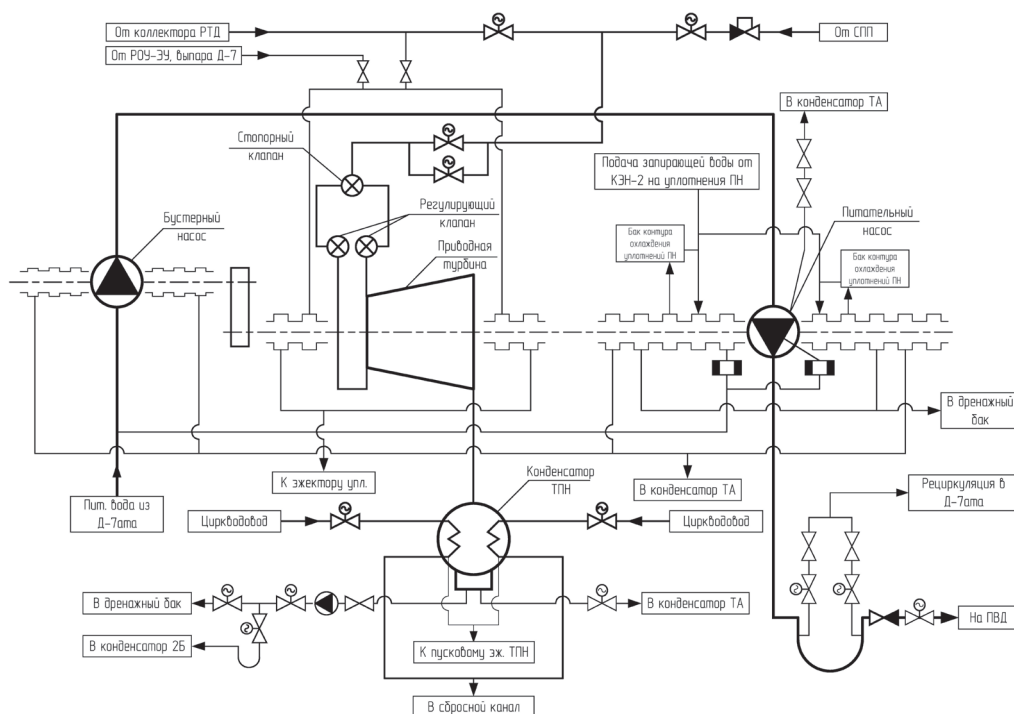 От коллектора РТД
От СПП
От РОУ-ЗУ, выпара Д-7
В конденсатор ТА
Стопорный
клапан
Подача запирающей воды от
КЭН-2 на уплотнения ПН
Регулирующий
клапан
Бустерный
насос
Питательный
насос
Бак контура
охлаждения
уплотнений ПН
Приводная
турбина
Бак контура
охлаждения
уплотнений ПН
В дренажный
бак
К эжектору упл.
Конденсатор
ТПН
В конденсатор ТА
Рециркуляция в
Д-7ата
Пит. вода из
Д-7ата
Циркводовод
Циркводовод
В дренажный бак
В конденсатор ТА
На ПВД
В конденсатор 2Б
К пусковому эж. ТПН
В сбросной канал